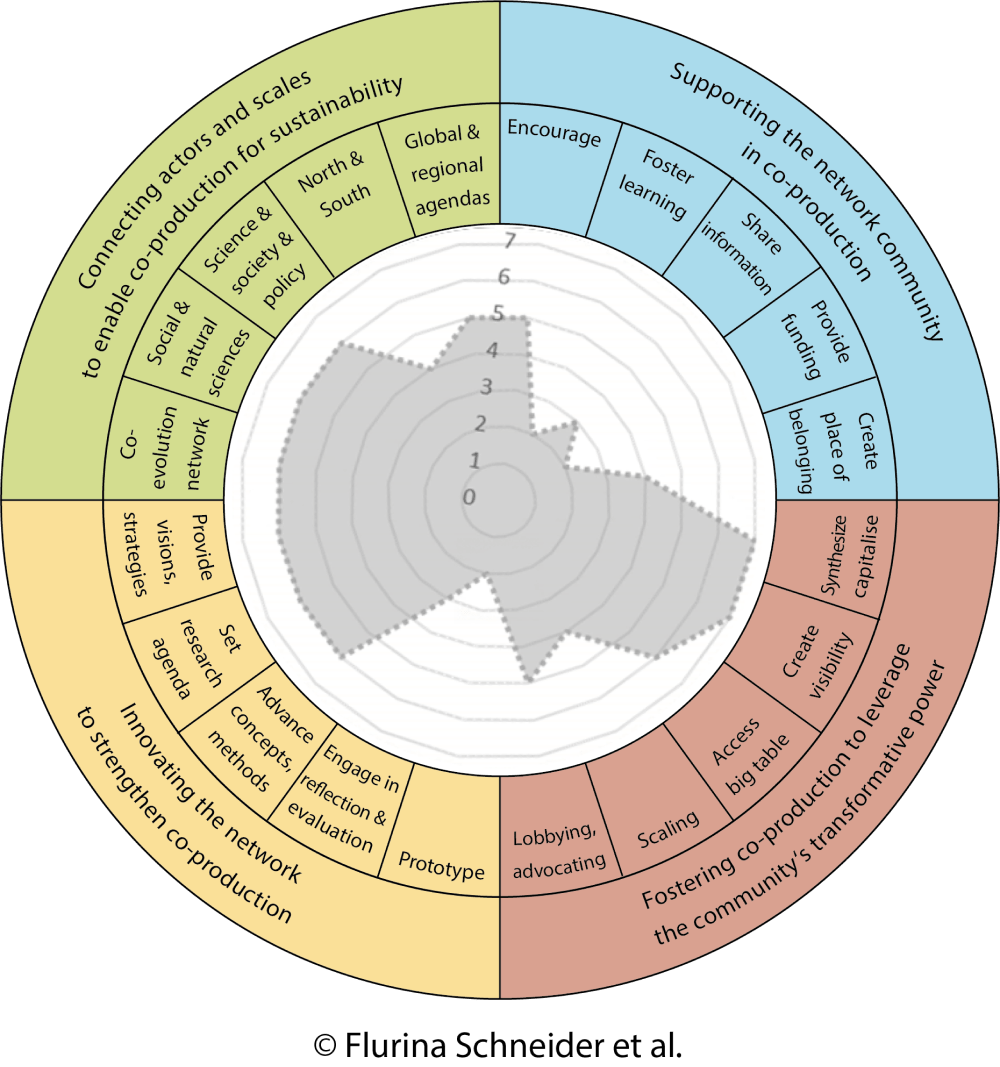 Connecting actors and scales
to enable co-production for sustainability
Supporting the network community
in co-production
Global &
regional
agendas
North &
South
Science &
society &
policy
Social &
natural
sciences
Co-
evolution
network
Encourage
Foster
learning
Share
information
Provide
funding
Create
place of
belonging
7
6
5
4
3
2
1
0
Synthesize
capitalise
Create
visibility
Access
big table
Scaling
Lobbying,
advocating
Fostering co-production to leverage
the community‘s transformative power
Provide
visions,
strategies
Set
research
agenda
Advance
concepts,
methods
Engage in
reflection &
evaluation
Prototype
Innovating the network
to strengthen co-production
© Flurina Schneider et al.